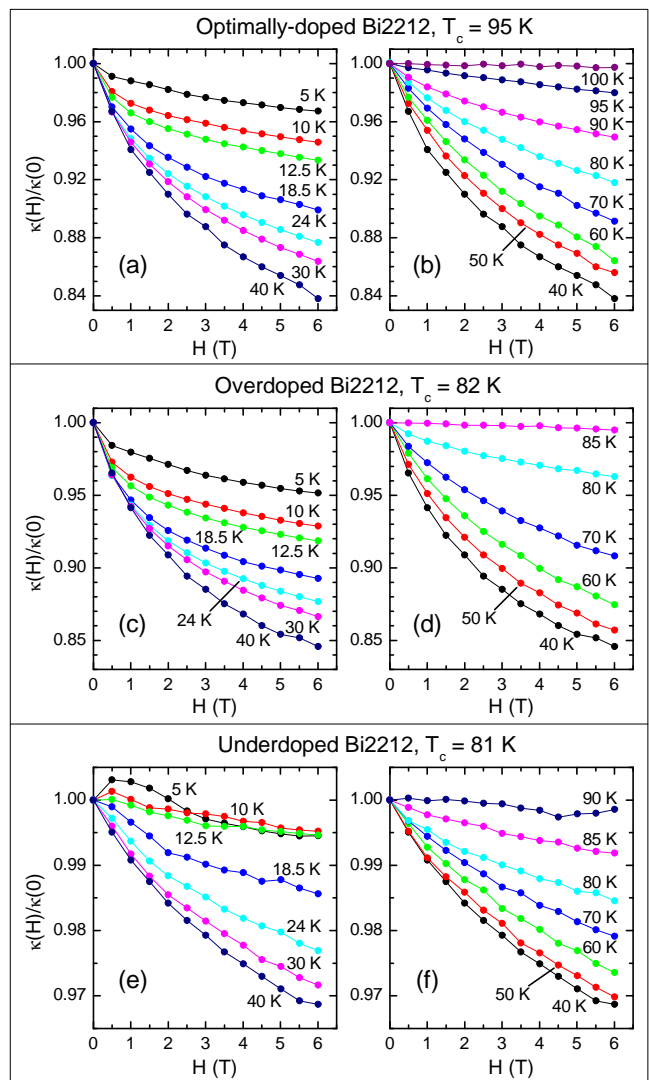 Optimally-doped Bi2212, T_c = 95 K
κ(H)/κ(0)
1.00
0.96
0.92
0.88
0.84
5 K
10 K
12.5 K
18.5 K
24 K
30 K
40 K
(a)
0 1 2 3 4 5 6
H (T)
100 K
95 K
90 K
80 K
70 K
60 K
50 K
40 K
(b)
0 1 2 3 4 5 6
H (T)
Overdoped Bi2212, T_c = 82 K
κ(H)/κ(0)
1.00
0.95
0.90
0.85
5 K
10 K
18.5 K
12.5 K
24 K
30 K
40 K
(c)
0 1 2 3 4 5 6
H (T)
85 K
80 K
70 K
60 K
50 K
40 K
(d)
0 1 2 3 4 5 6
H (T)
Underdoped Bi2212, T_c = 81 K
κ(H)/κ(0)
1.00
0.99
0.98
0.97
5 K
10 K
12.5 K
18.5 K
24 K
30 K
40 K
(e)
0 1 2 3 4 5 6
H (T)
90 K
85 K
80 K
70 K
60 K
50 K
40 K
(f)
0 1 2 3 4 5 6
H (T)